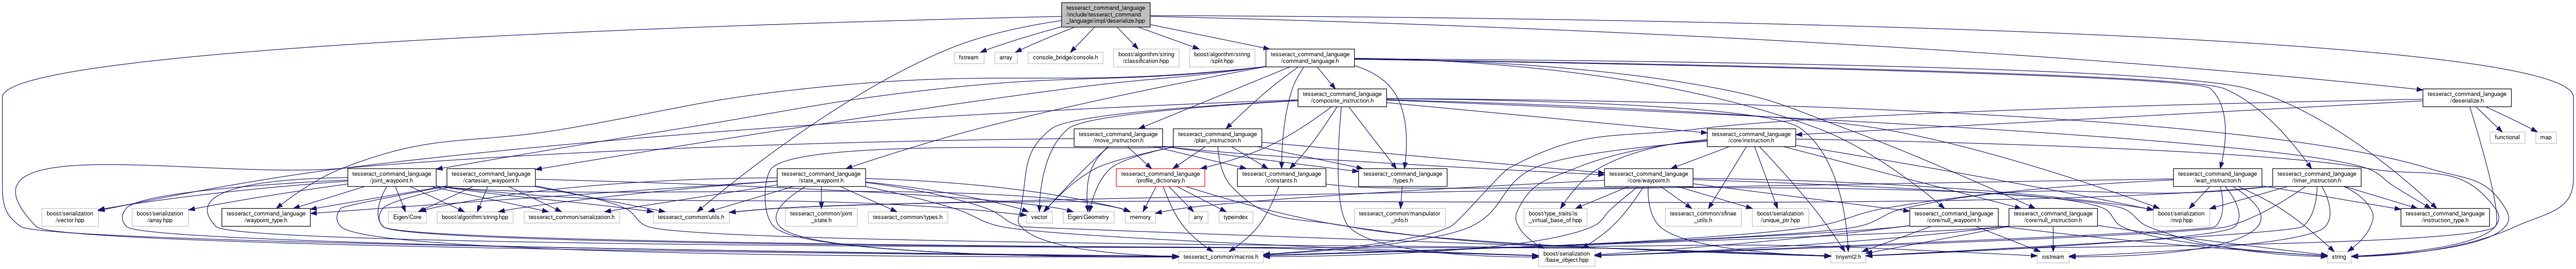 tesseract_command_language
/include/tesseract_command
_language/impl/deserialize.hpp
fstream
array
console_bridge/console.h
boost/algorithm/string
/classification.hpp
boost/algorithm/string
/split.hpp
tesseract_command_language
/command_language.h
tesseract_command_language
/composite_instruction.h
tesseract_command_language
/deserialize.h
tesseract_command_language
/move_instruction.h
tesseract_command_language
/plan_instruction.h
tesseract_command_language
/core/instruction.h
functional
map
tesseract_command_language
/joint_waypoint.h
tesseract_command_language
/cartesian_waypoint.h
tesseract_command_language
/state_waypoint.h
tesseract_command_language
/profile_dictionary.h
tesseract_command_language
/constants.h
tesseract_command_language
/types.h
tesseract_command_language
/core/waypoint.h
tesseract_command_language
/wait_instruction.h
tesseract_command_language
/timer_instruction.h
boost/serialization
/vector.hpp
boost/serialization
/array.hpp
tesseract_command_language
/waypoint_type.h
Eigen/Core
boost/algorithm/string.hpp
tesseract_common/serialization.h
tesseract_common/utils.h
tesseract_common/joint
_state.h
tesseract_common/types.h
vector
Eigen/Geometry
memory
any
typeindex
tesseract_common/manipulator
_info.h
boost/type_traits/is
_virtual_base_of.hpp
tesseract_common/sfinae
_utils.h
boost/serialization
/unique_ptr.hpp
tesseract_command_language
/core/null_waypoint.h
tesseract_command_language
/core/null_instruction.h
boost/serialization
/nvp.hpp
tesseract_command_language
/instruction_type.h
tesseract_common/macros.h
boost/serialization
/base_object.hpp
tinyxml2.h
iostream
string